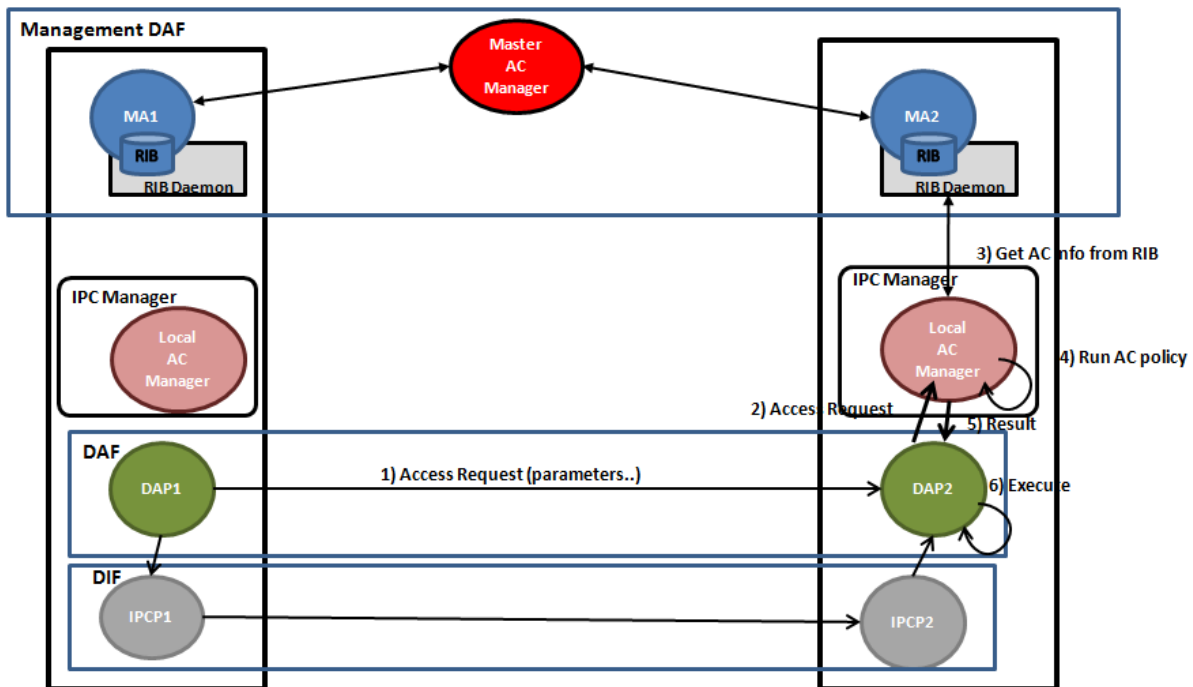 Management DAF
Master
AC
Manager
MA1
MA2
RIB
RIB
RIB Daemon
RIB Daemon
3) Get AC nfo from RIB
IPC Manager
IPC Manager
Local
AC
Manager
Local
AC
Manager
4) Run AC policy
2) Access Request
5) Result
DAF
1) Access Request (parameters..)
DAP1
DAP2
6) Execute
DIF
IPCP1
IPCP2